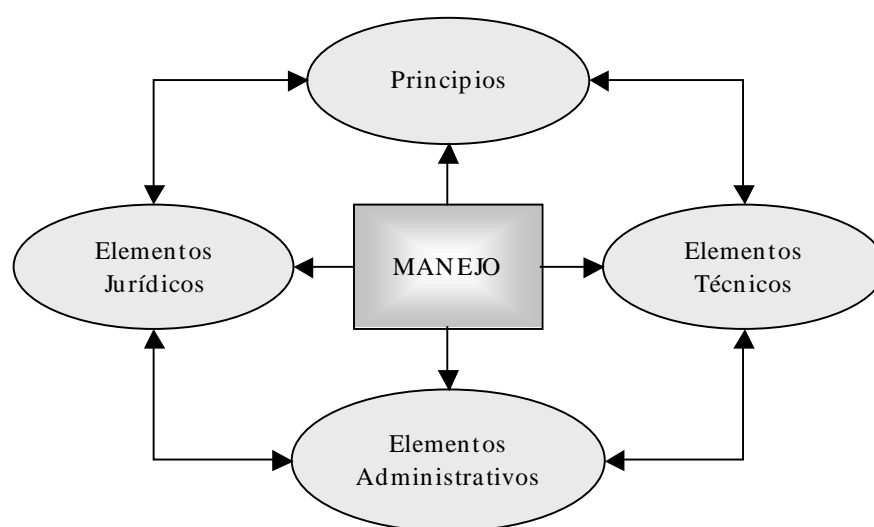 Principios
Elementos
Jurídicos
MANEJO
Elementos
Técnicos
Elementos
Administrativos